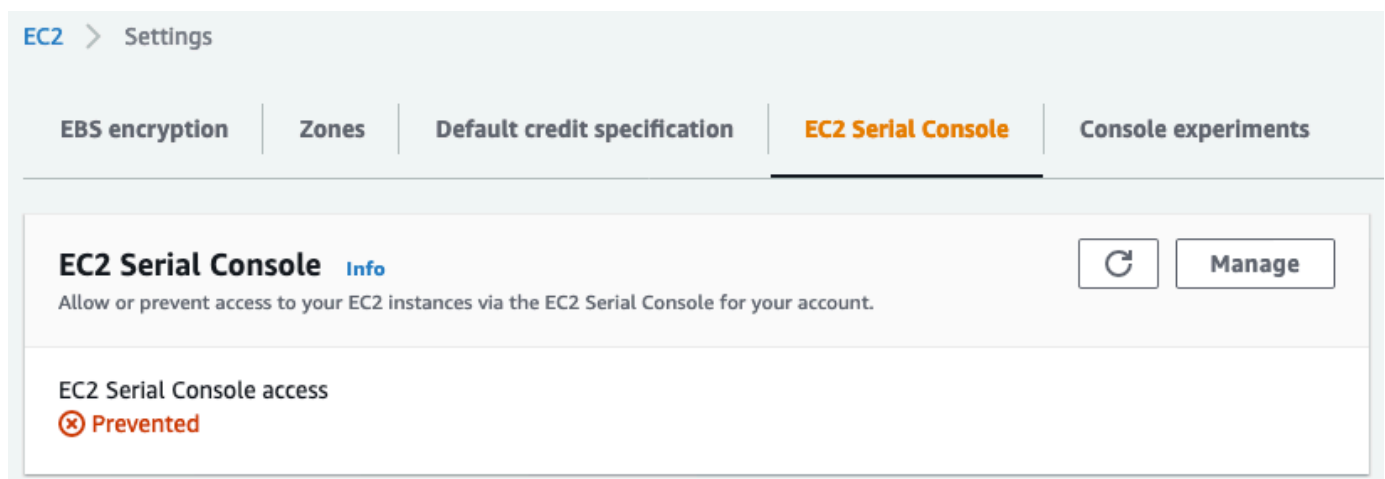 EC2 > Settings
EBS encryption Zones Default credit specification EC2 Serial Console Console experiments
EC2 Serial Console Info Manage
Allow or prevent access to your EC2 instances via the EC2 Serial Console for your account.
EC2 Serial Console access
Prevented